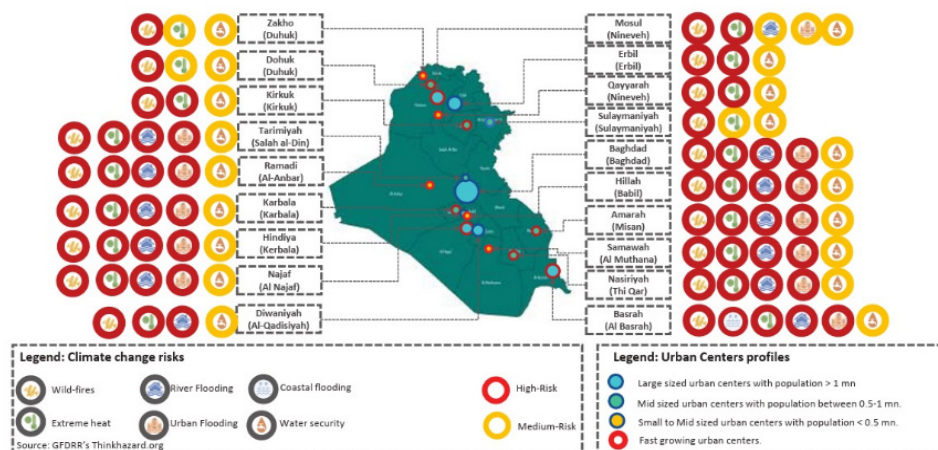 Zakho
(Duhuk)
Dohuk
(Duhuk)
Kirkuk
(Kirkuk)
Tarimiyah
(Salah al-Din)
Ramadi
(Al-Anbar)
Karbala
(Karbala)
Hindiya
(Kerbala)
Najaf
(Al Najaf)
Diwaniyah
(Al-Qadisiyah)
Mosul
(Nineveh)
Erbil
(Erbil)
Qayyarah
(Nineveh)
Sulaymaniyah
(Sulaymaniyah)
Baghdad
(Baghdad)
Hillah
(Babil)
Amarah
(Misan)
Samawah
(Al Muthana)
Nasiriyah
(Thi Qar)
Basrah
(Al Basrah)
Legend: Climate change risks
Wild-fires
River Flooding
Coastal flooding
High-Risk
Extreme heat
Urban Flooding
Water security
Medium-Risk
Source: GFDRR's Thinkhazard.org
Legend: Urban Centers profiles
Large sized urban centers with population > 1 mn
Mid sized urban centers with population between 0.5-1 mn.
Small to Mid sized urban centers with population < 0.5 mn.
Fast growing urban centers.